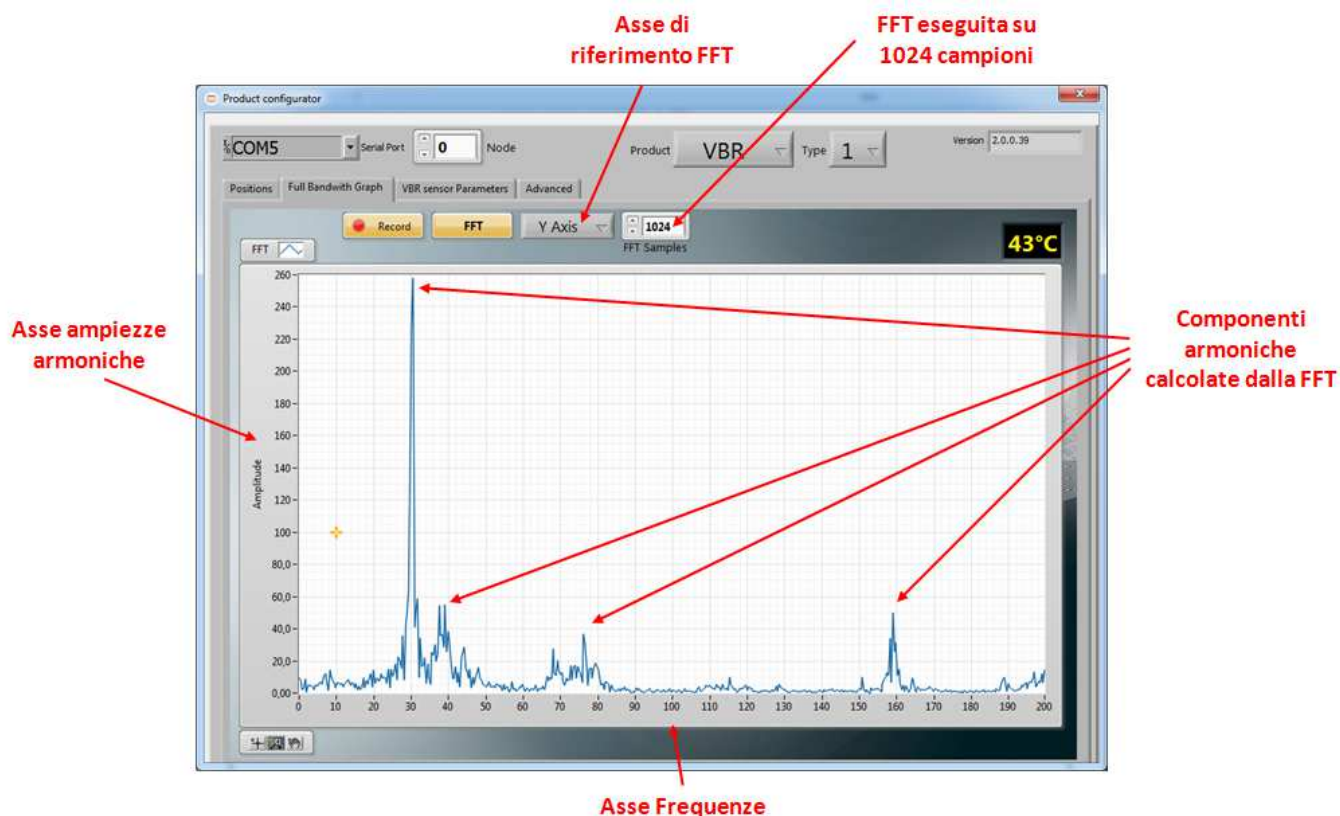 Asse di
riferimento FFT
FFT eseguita su
1024 campioni
Product configurator
COM5
Serial Port
0
Node
Product
VBR
Type
1
Version
2.0.0.39
Positions
Full Bandwith Graph
VBR sensor Parameters
Advanced
Record
FFT
Y Axis
1024
FFT Samples
43°C
FFT
Asse ampiezze
armoniche
Componenti
armoniche
calcolate dalla FFT
Amplitude
260
240
220
200
180
160
140
120
100
80,0
60,0
40,0
20,0
0,00
0 10 20 30 40 50 60 70 80 90 100 110 120 130 140 150 160 170 180 190 200
Asse Frequenze